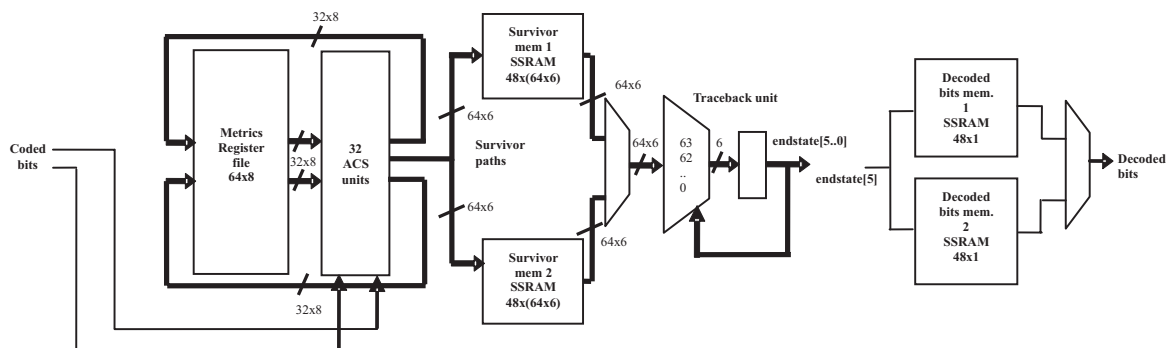 32x8
Metrics
Register
file
64x8
32x8
32x8
32
ACS
units
32x8
Coded
bits
64x6
64x6
Survivor
paths
64x6
Survivor
mem 1
SSRAM
48x(64x6)
64x6
Survivor
mem 2
SSRAM
48x(64x6)
64x6
64x6
Traceback unit
63
62
..
0
6
endstate[5..0]
endstate[5]
Decoded
bits mem.
1
SSRAM
48x1
Decoded
bits mem.
2
SSRAM
48x1
Decoded
bits